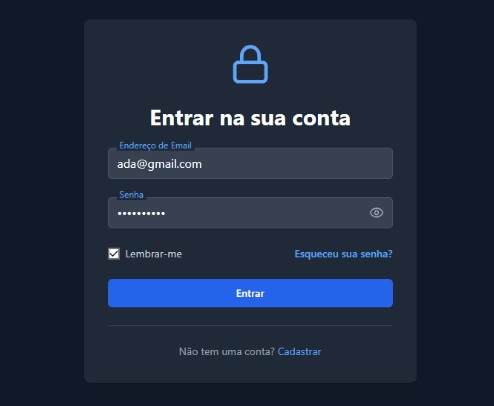 Entrar na sua conta
Endereço de Email
ada@gmail.com
Senha
••••••••••
Lembrar-me
Esqueceu sua senha?
Entrar
Não tem uma conta? Cadastrar